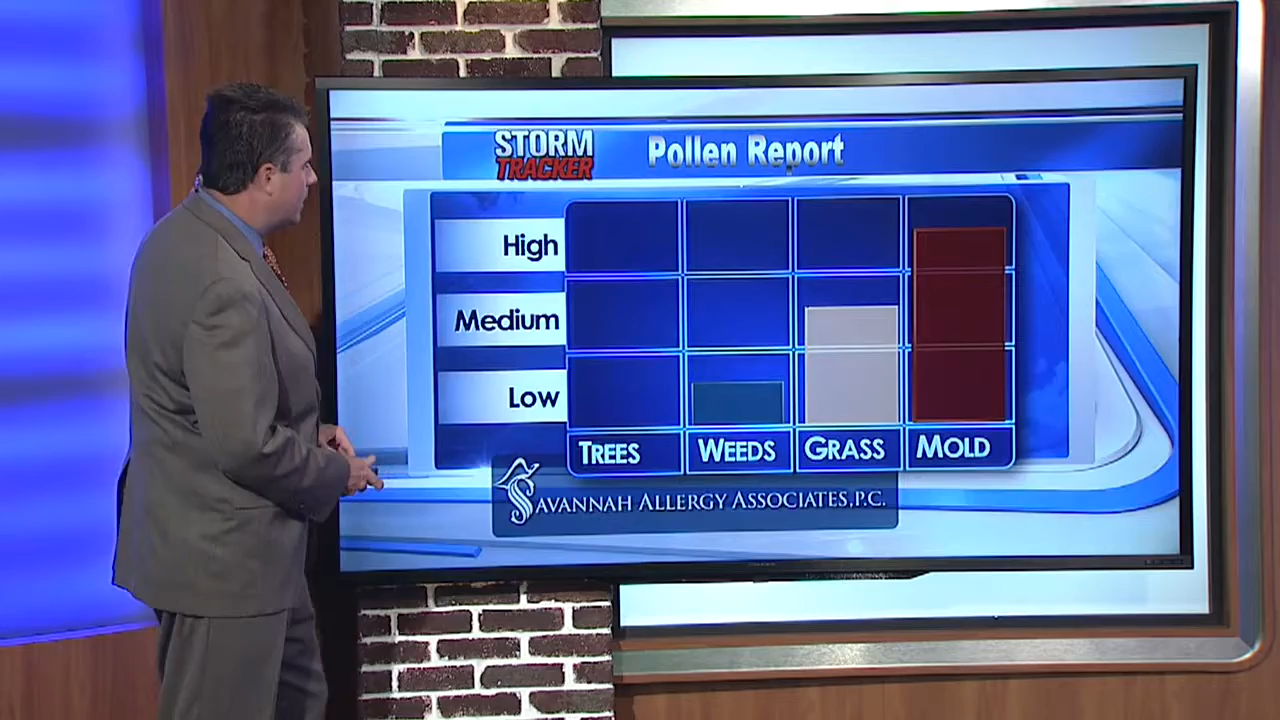 STORM
TRACKER
Pollen Report
High
Medium
Low
TREES WEEDS GRASS MOLD
SAVANNAH ALLERGY ASSOCIATES, P.C.